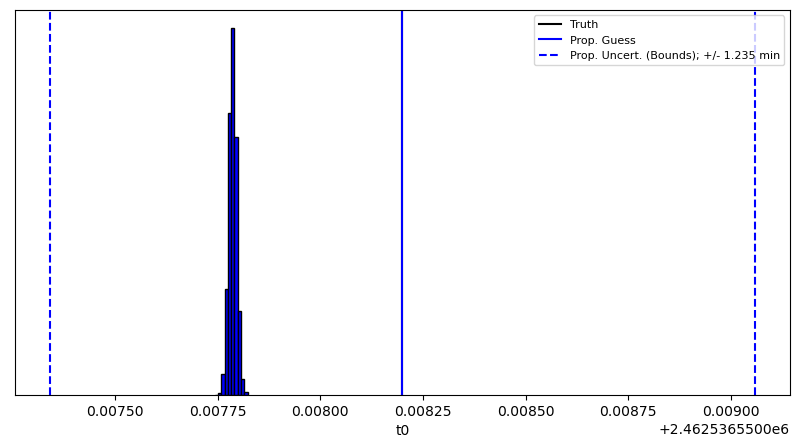 Truth
Prop. Guess
Prop. Uncert. (Bounds); +/- 1.235 min
0.00750 0.00775 0.00800 0.00825 0.00850 0.00875 0.00900
t0
+2.4625365500e6